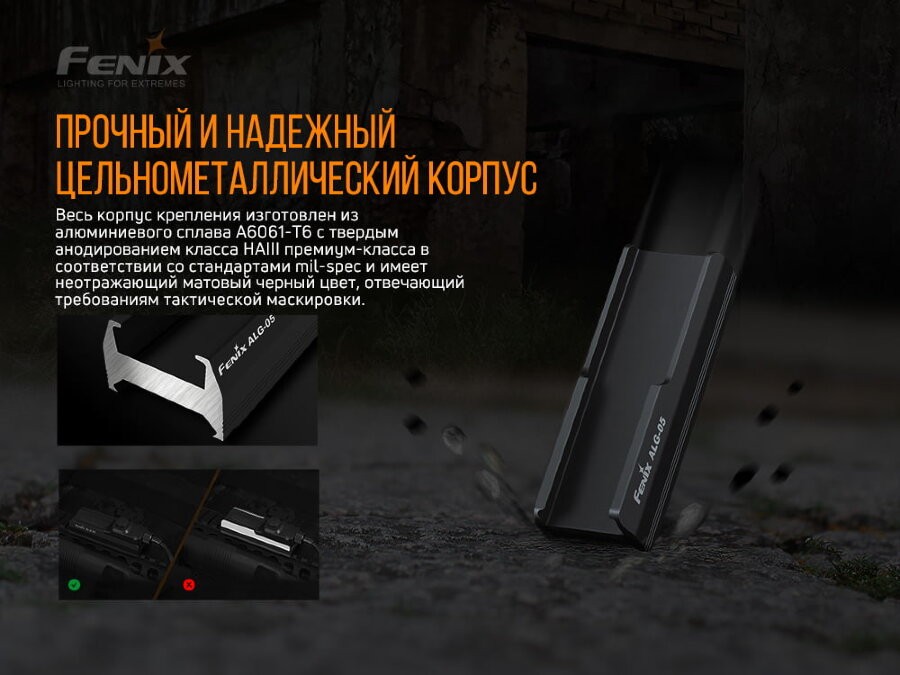 FENIX
LIGHTING FOR EXTREMES
ПРОЧНЫЙ И НАДЕЖНЫЙ
ЦЕЛЬНОМЕТАЛЛИЧЕСКИЙ КОРПУС
Весь корпус крепления изготовлен из
алюминиевого сплава A6061-T6 с твердым
анодированием класса HAIII премиум-класса в
соответствии со стандартами mil-spec и имеет
неотражающий матовый черный цвет, отвечающий
требованиям тактической маскировки.
FENIX ALG-05
FENIX ALG-05